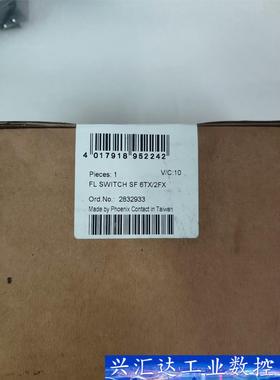 4 017918 952242
Pieces: 1 V/C:10
FL SWITCH SF 6TX/2FX
Ord.No.: 2832933
Made by Phoenix Contact in Taiwan
兴汇达工业数控